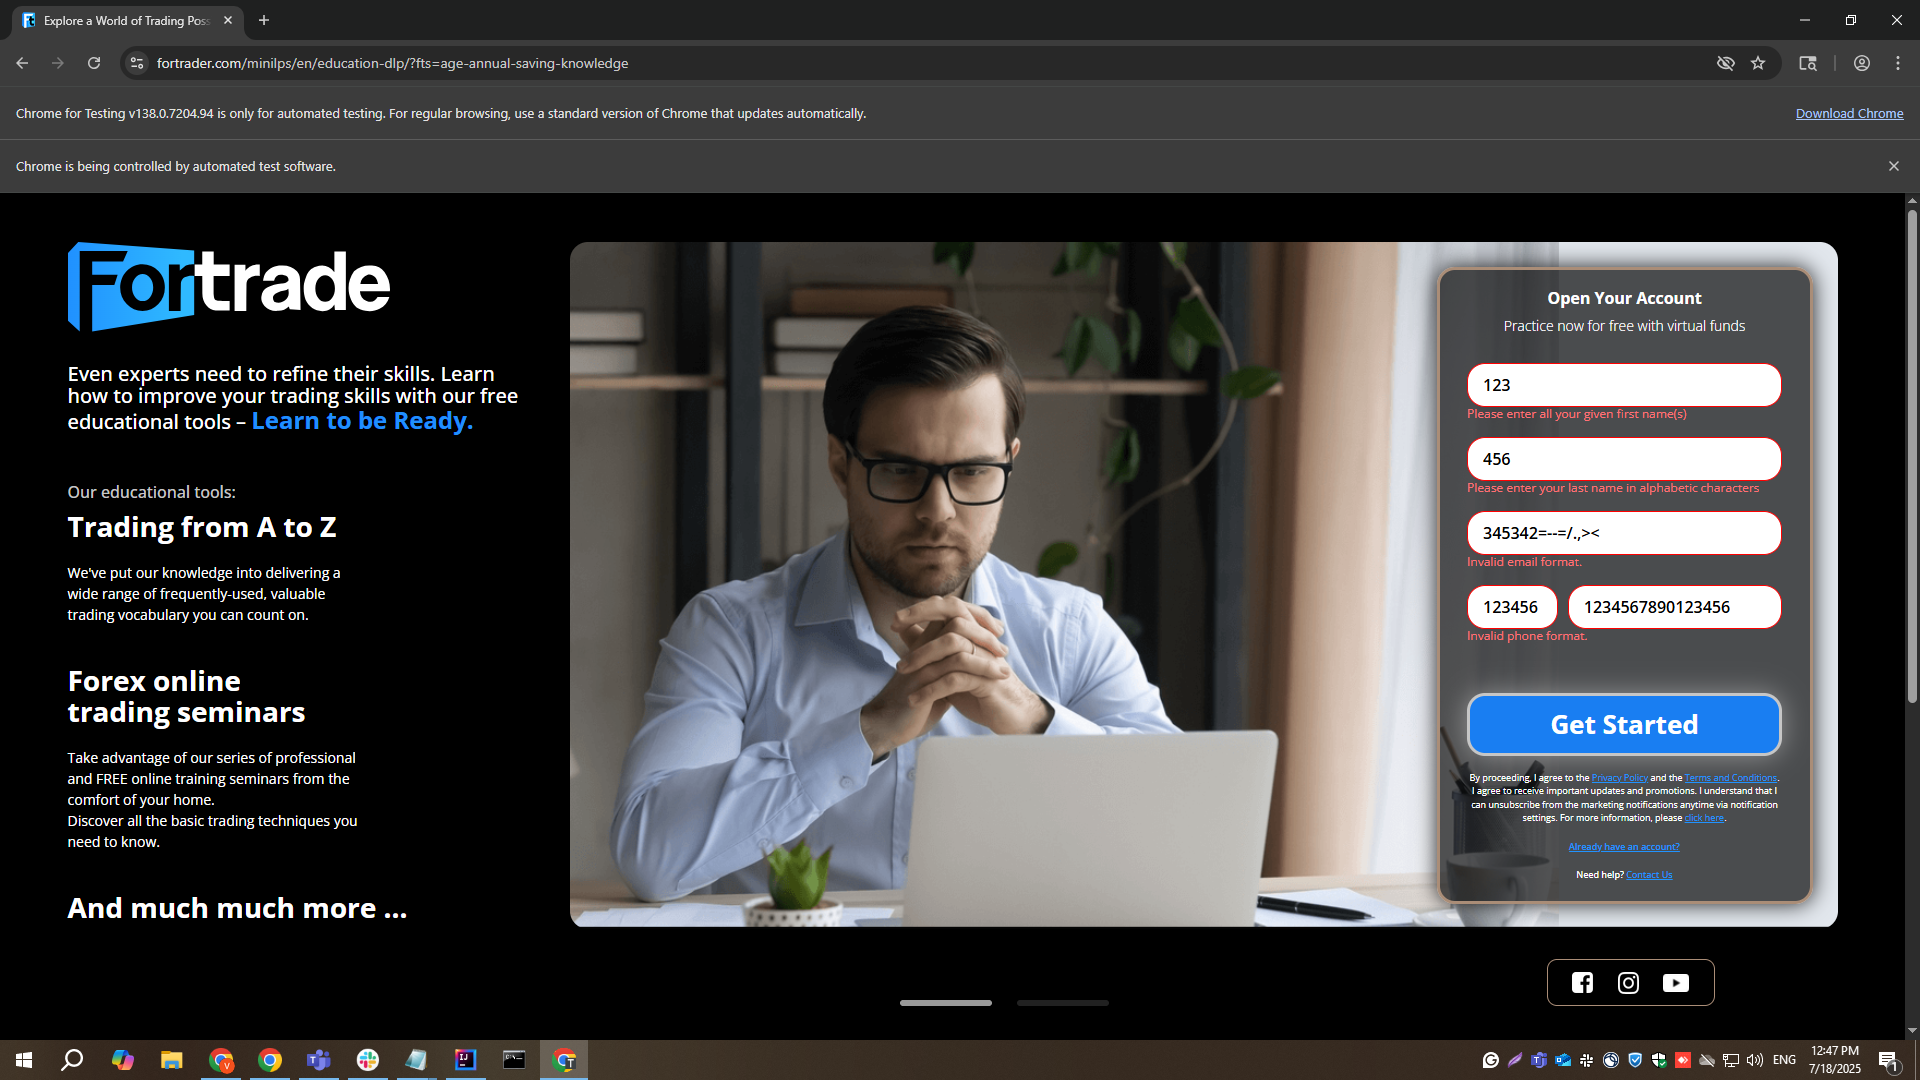 Explore a World of Trading Poss
fortrader.com/minilps/en/education-dlp/?fts=age-annual-saving-knowledge
Chrome for Testing v138.0.7204.94 is only for automated testing. For regular browsing, use a standard version of Chrome that updates automatically.
Download Chrome
Chrome is being controlled by automated test software.
Fortrade
Even experts need to refine their skills. Learn
how to improve your trading skills with our free
educational tools – Learn to be Ready.
Our educational tools:
Trading from A to Z
We've put our knowledge into delivering a
wide range of frequently-used, valuable
trading vocabulary you can count on.
Forex online
trading seminars
Take advantage of our series of professional
and FREE online training seminars from the
comfort of your home.
Discover all the basic trading techniques you
need to know.
And much much more ...
Open Your Account
Practice now for free with virtual funds
123
Please enter all your given first name(s)
456
Please enter your last name in alphabetic characters
345342=--=/.,><
Invalid email format.
123456 1234567890123456
Invalid phone format.
Get Started
By proceeding, I agree to the Privacy Policy and the Terms and Conditions.
I agree to receive important updates and promotions. I understand that I
can unsubscribe from the marketing notifications anytime via notification
settings. For more information, please click here.
Already have an account?
Need help? Contact Us
ENG
12:47 PM
7/18/2025
1